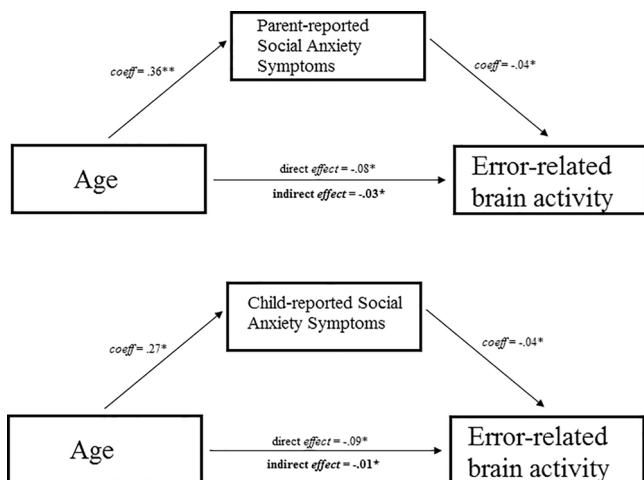 Parent-reported
Social Anxiety
Symptoms
coeff = .36**
coeff = -.04*
Age
direct effect = -.08*
indirect effect = -.03*
Error-related
brain activity
Child-reported Social
Anxiety Symptoms
coeff = .27*
coeff = -.04*
Age
direct effect = -.09*
indirect effect = -.01*
Error-related
brain activity